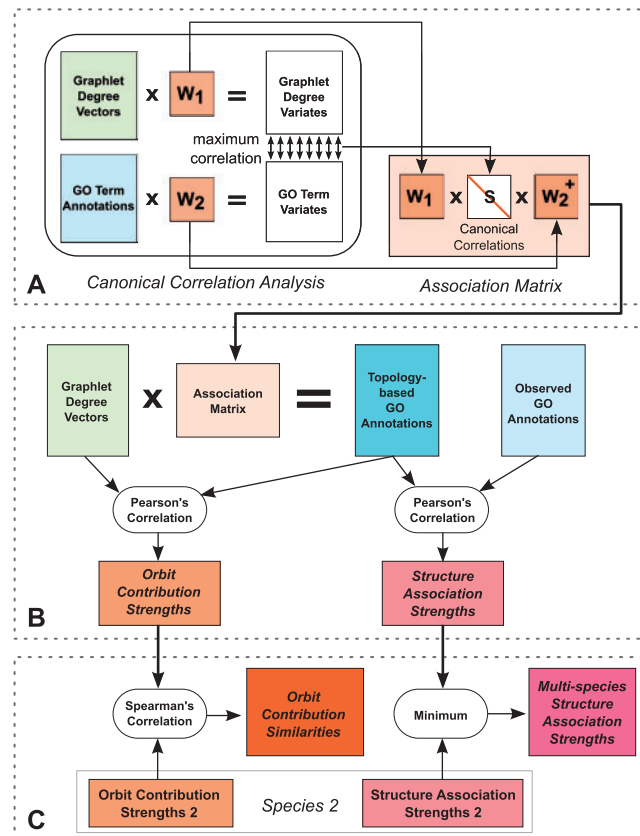 Graphlet
Degree
Vectors
x
W1
=
Graphlet
Degree
Variates
maximum
correlation
GO Term
Annotations
x
W2
=
GO Term
Variates
W1
x
S
x
W2+
Canonical
Correlations
A
Canonical Correlation Analysis
Association Matrix
Graphlet
Degree
Vectors
x
Association
Matrix
=
Topology-
based
GO
Annotations
Observed
GO
Annotations
Pearson's
Correlation
Pearson's
Correlation
Orbit
Contribution
Strengths
Structure
Association
Strengths
B
Spearman's
Correlation
Orbit
Contribution
Similarities
Minimum
Multi-species
Structure
Association
Strengths
Orbit Contribution
Strengths 2
Species 2
Structure Association
Strengths 2
C